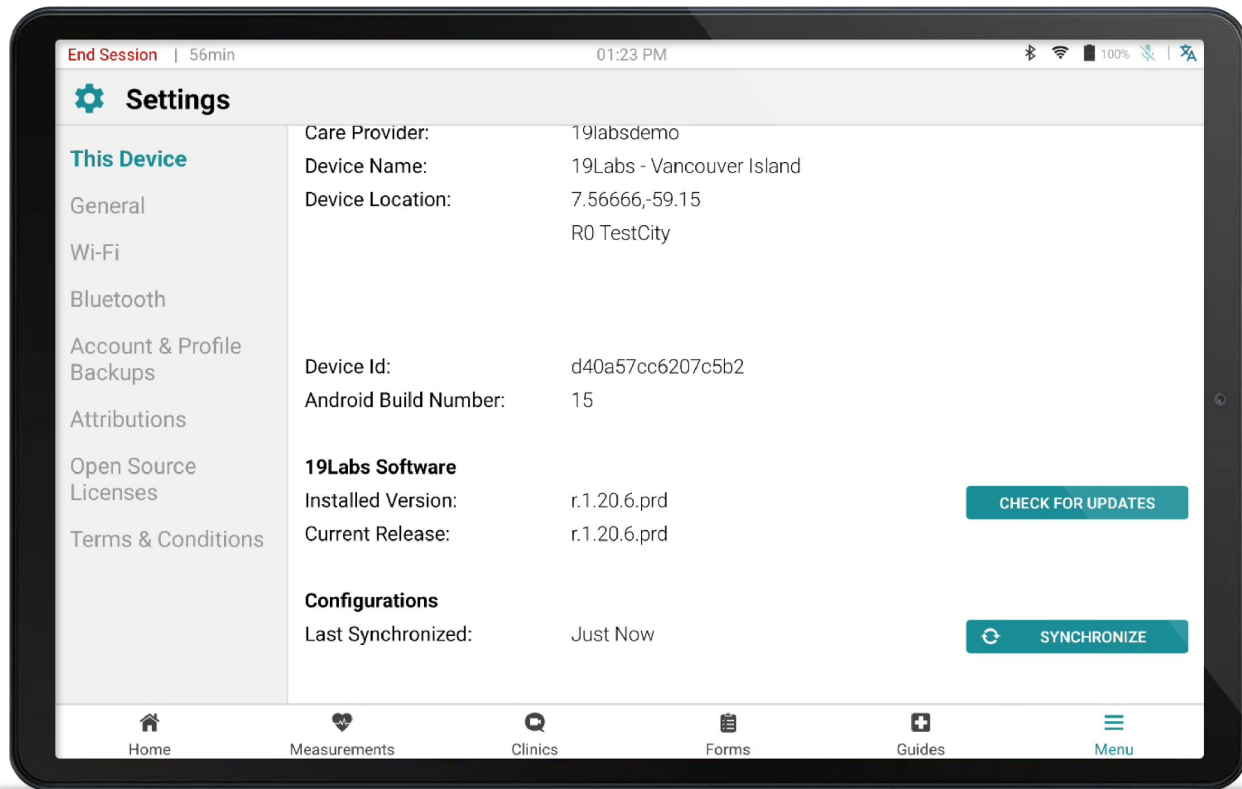 End Session | 56min 01:23 PM 100%
Settings
This Device
General
Wi-Fi
Bluetooth
Account & Profile
Backups
Attributions
Open Source
Licenses
Terms & Conditions
Care Provider: 19labsdemo
Device Name: 19Labs - Vancouver Island
Device Location: 7.56666,-59.15
R0 TestCity
Device Id: d40a57cc6207c5b2
Android Build Number: 15
19Labs Software
Installed Version: r.1.20.6.prd
CHECK FOR UPDATES
Current Release: r.1.20.6.prd
Configurations
Last Synchronized: Just Now
SYNCHRONIZE
Home Measurements Clinics Forms Guides Menu